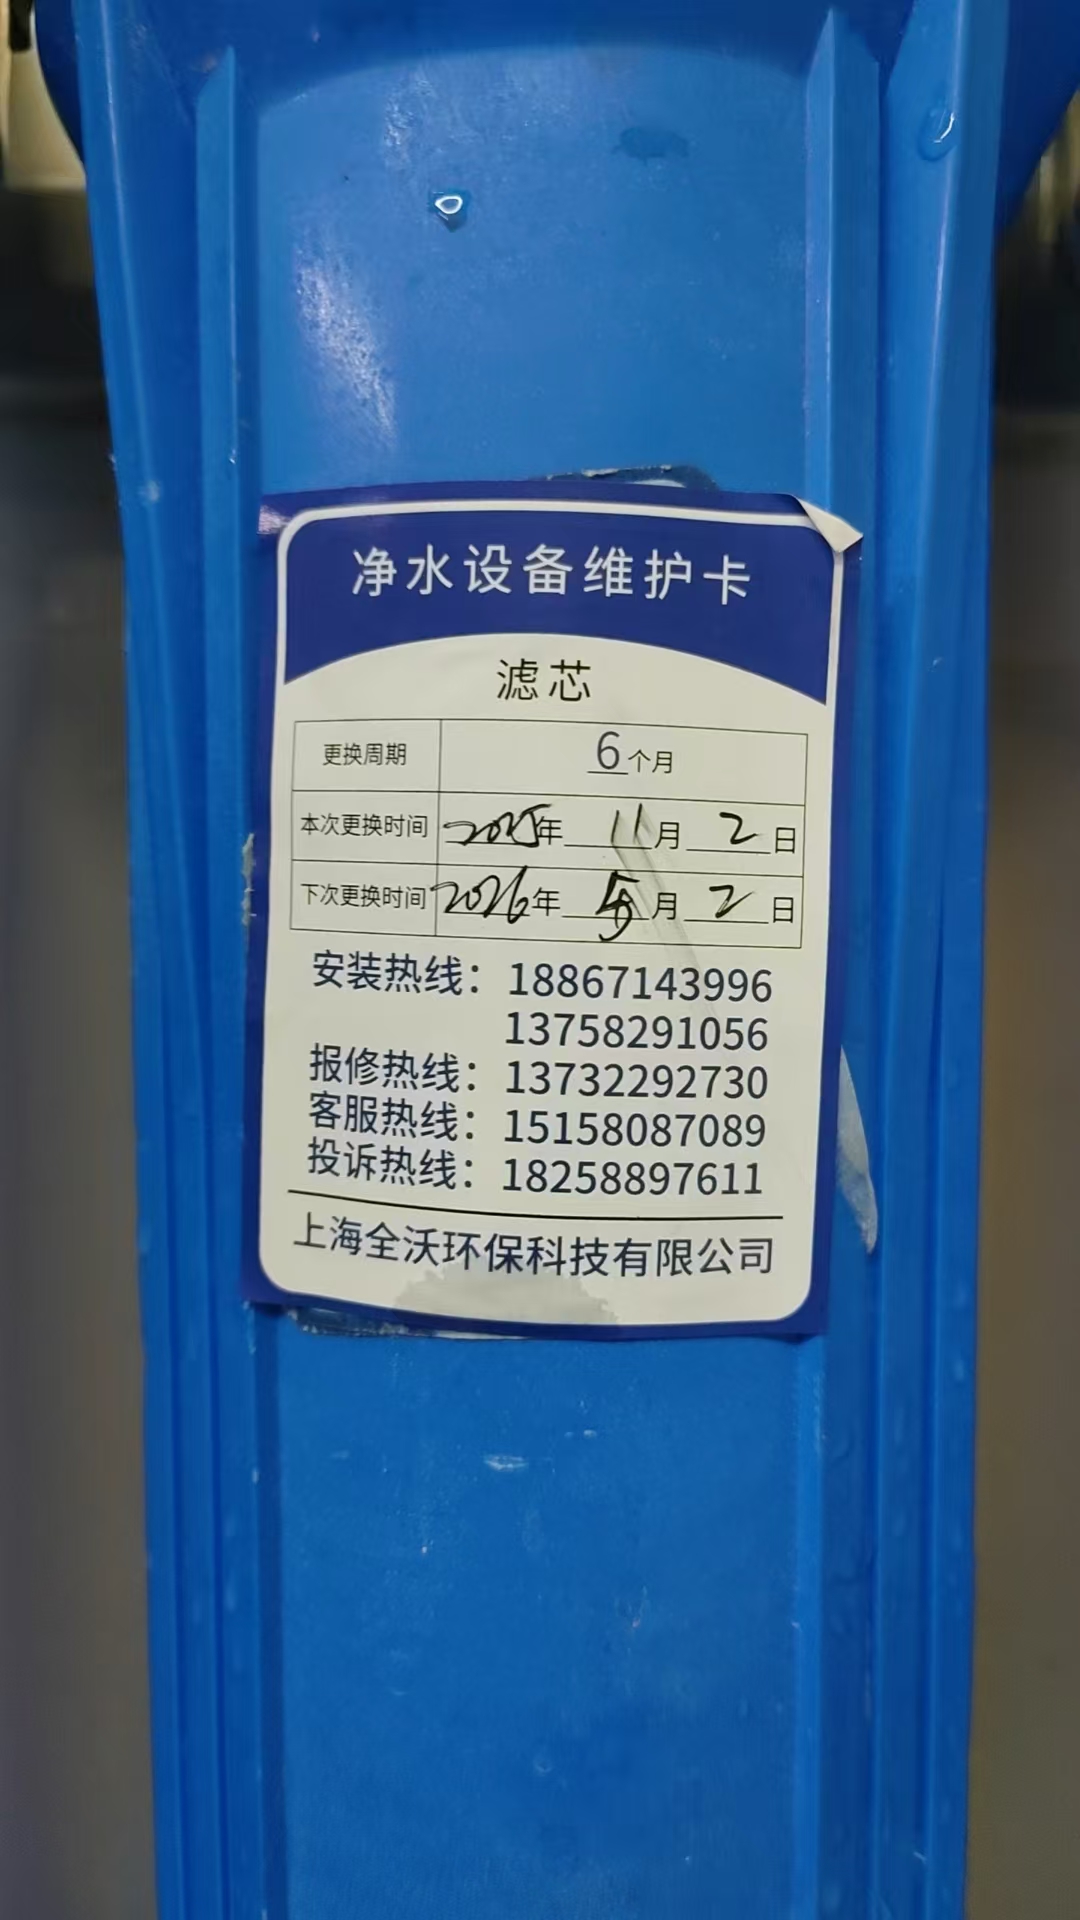 净水设备维护卡
滤芯
更换周期 6个月
本次更换时间 2025年 11月 2日
下次更换时间 2026年 5月 2日
安装热线：18867143996
13758291056
报修热线：13732292730
客服热线：15158087089
投诉热线：18258897611
上海全沃环保科技有限公司